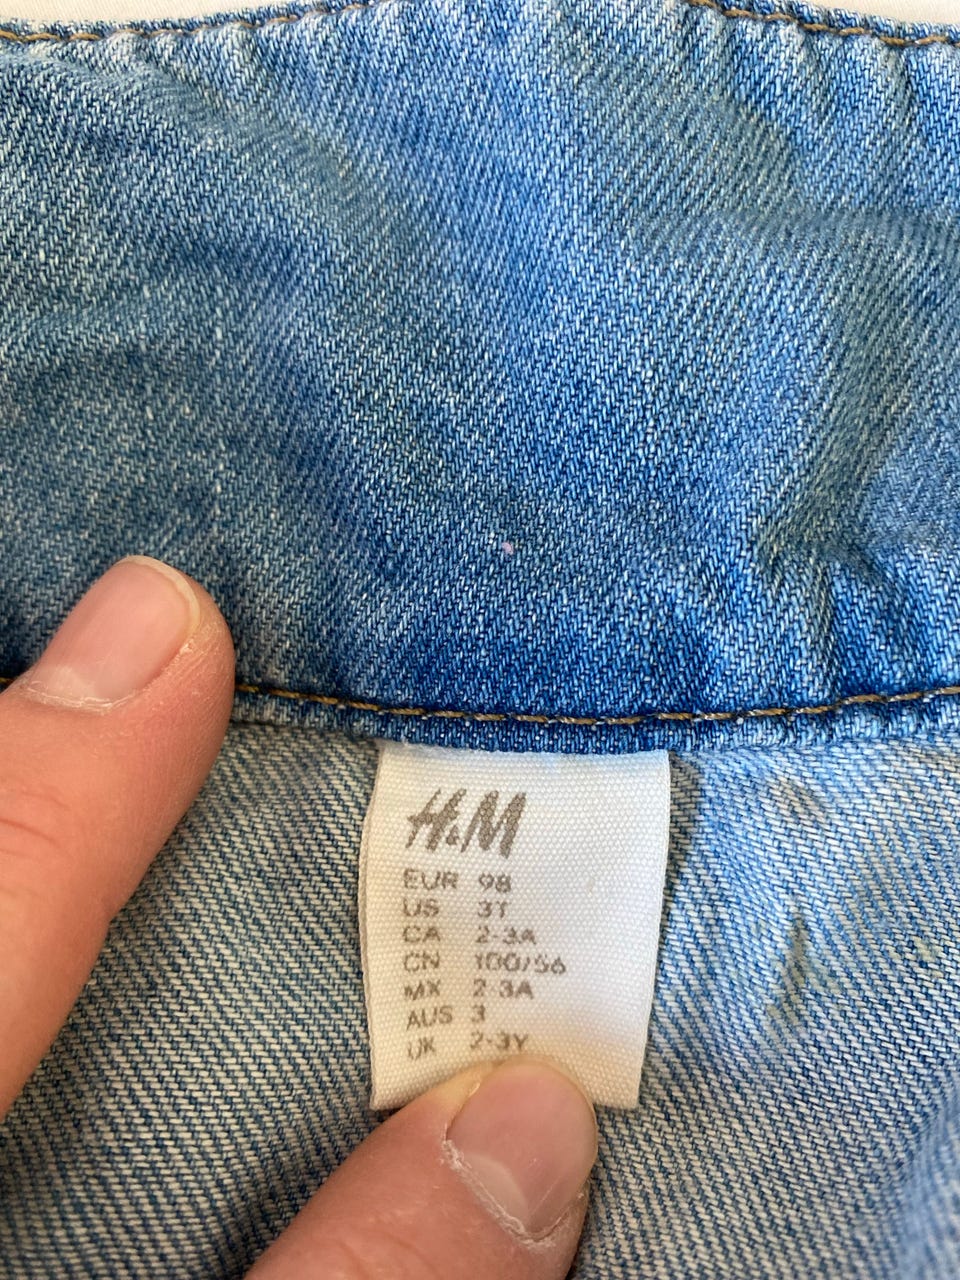 H&M
EUR 98
US 3T
CA 2-3A
CN 100/56
MX 2-3A
AUS 3
UK 2-3Y